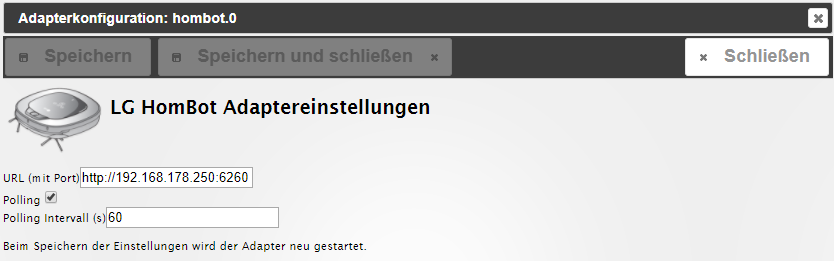 Adapterkonfiguration: hombot.0
Speichern Speichern und schließen Schließen
LG HomBot Adaptereinstellungen
URL (mit Port) http://192.168.178.250:6260
Polling
Polling Intervall (s) 60
Beim Speichern der Einstellungen wird der Adapter neu gestartet.